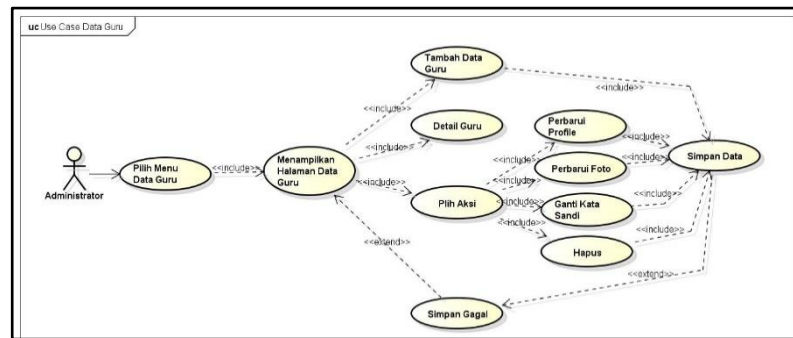 uc Use Case Data Guru
Tambah Data
Guru
<<include>>
<<include>>
Detail Guru
<<include>>
Perbarui
Profile
<<include>>
Simpan Data
Administrator
Pilih Menu
Data Guru
<<include>>
Menampilkan
Halaman Data
Guru
<<include>>
Plih Aksi
<<include>>
<<include>>
Perbarui Foto
<<include>>
<<include>>
Ganti Kata
Sandi
<<include>>
<<include>>
Hapus
<<include>>
<<extend>>
<<extend>>
Simpan Gagal